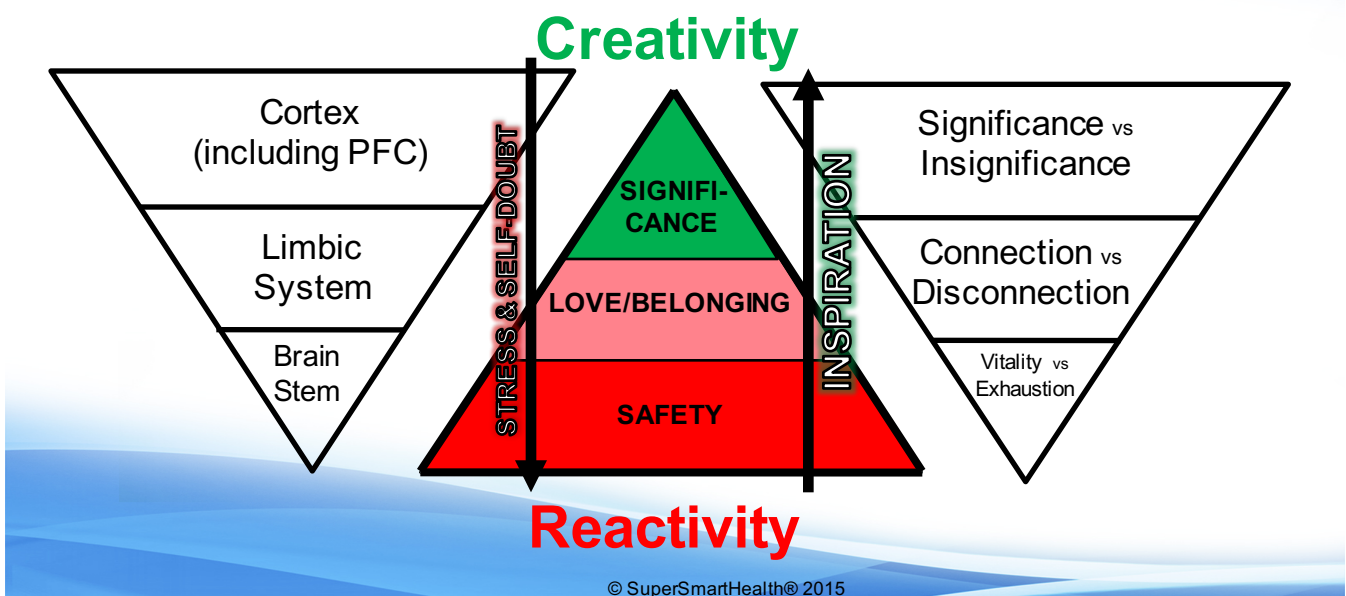 Creativity
Cortex
(including PFC)
Limbic
System
Brain
Stem
STRESS & SELF-DOUBT
SIGNIFI-
CANCE
LOVE/BELONGING
SAFETY
INSPIRATION
Significance vs
Insignificance
Connection vs
Disconnection
Vitality vs
Exhaustion
Reactivity
© SuperSmartHealth® 2015